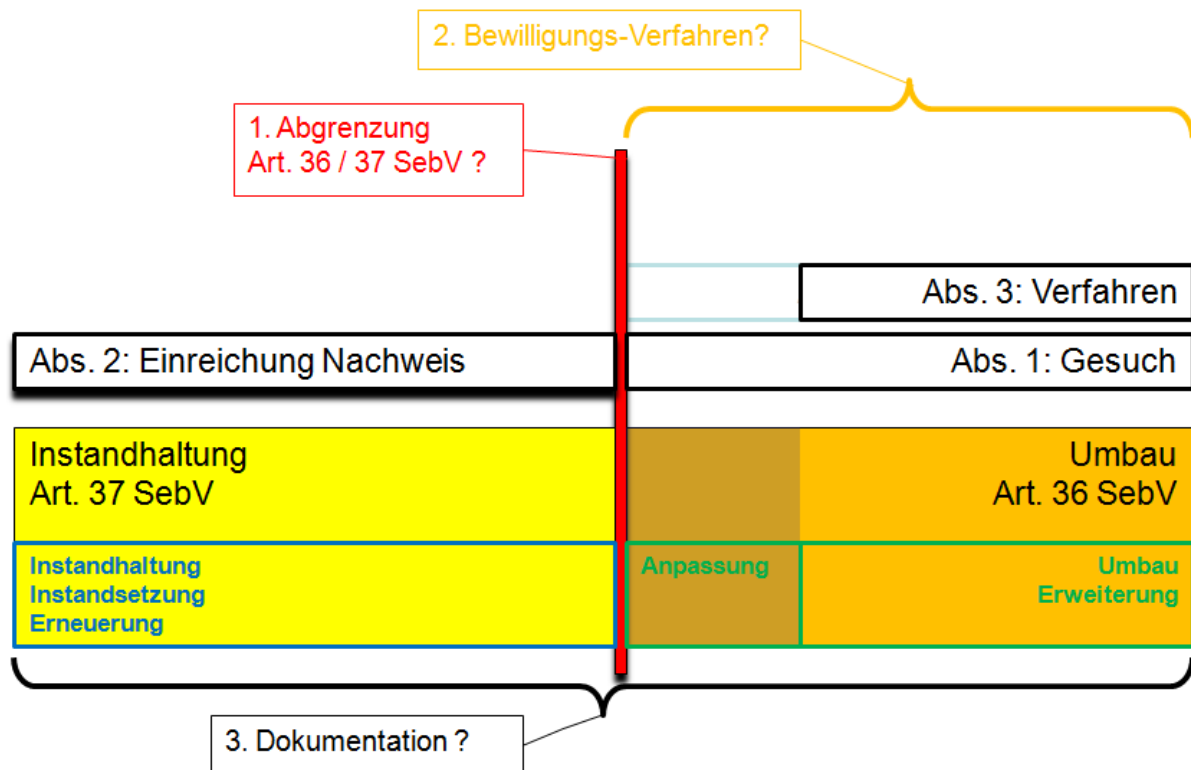 2. Bewilligungs-Verfahren?
1. Abgrenzung
Art. 36 / 37 SebV ?
Abs. 3: Verfahren
Abs. 2: Einreichung Nachweis
Abs. 1: Gesuch
Instandhaltung
Art. 37 SebV
Umbau
Art. 36 SebV
Instandhaltung
Instandsetzung
Erneuerung
Anpassung
Umbau
Erweiterung
3. Dokumentation ?